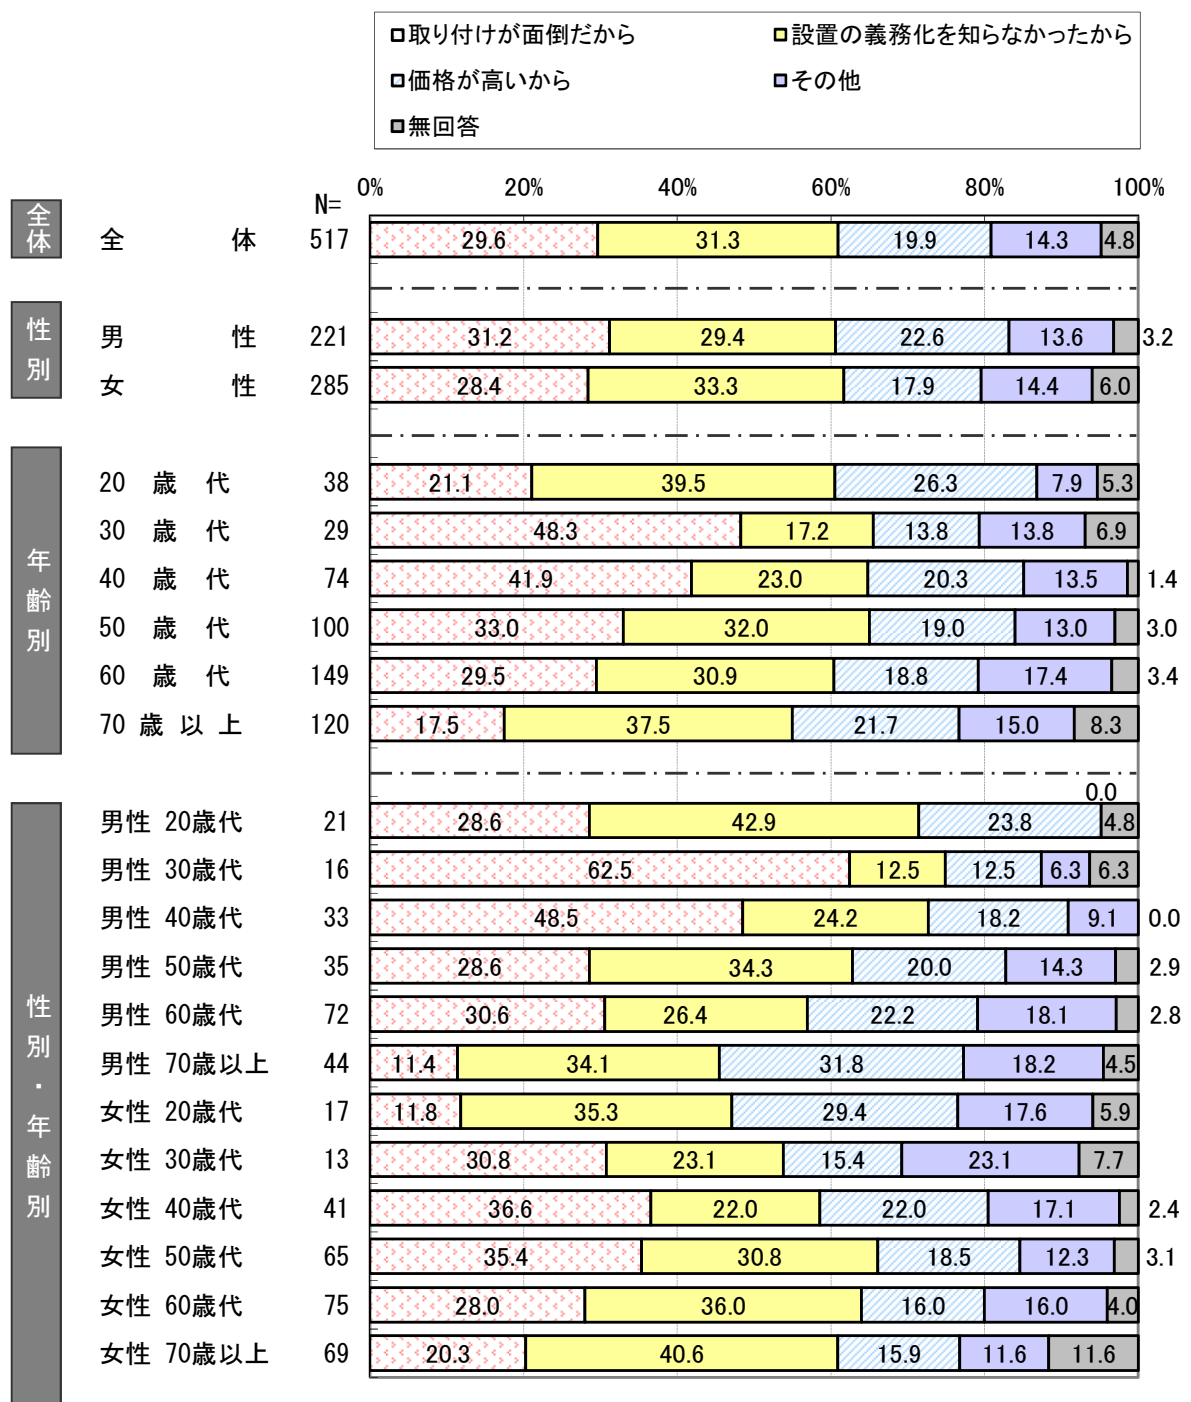 取り付けが面倒だから 設置の義務化を知らなかったから
価格が高いから その他
無回答
0% 20% 40% 60% 80% 100%
N=
全体
全 体 517 29.6 31.3 19.9 14.3 4.8
性別
男 性 221 31.2 29.4 22.6 13.6 3.2
女 性 285 28.4 33.3 17.9 14.4 6.0
年齢別
20 歳 代 38 21.1 39.5 26.3 7.9 5.3
30 歳 代 29 48.3 17.2 13.8 13.8 6.9
40 歳 代 74 41.9 23.0 20.3 13.5 1.4
50 歳 代 100 33.0 32.0 19.0 13.0 3.0
60 歳 代 149 29.5 30.9 18.8 17.4 3.4
70 歳 以 上 120 17.5 37.5 21.7 15.0 8.3
性別・年齢別
0.0
男性 20歳代 21 28.6 42.9 23.8 4.8
男性 30歳代 16 62.5 12.5 12.5 6.3 6.3
男性 40歳代 33 48.5 24.2 18.2 9.1 0.0
男性 50歳代 35 28.6 34.3 20.0 14.3 2.9
男性 60歳代 72 30.6 26.4 22.2 18.1 2.8
男性 70歳以上 44 11.4 34.1 31.8 18.2 4.5
女性 20歳代 17 11.8 35.3 29.4 17.6 5.9
女性 30歳代 13 30.8 23.1 15.4 23.1 7.7
女性 40歳代 41 36.6 22.0 22.0 17.1 2.4
女性 50歳代 65 35.4 30.8 18.5 12.3 3.1
女性 60歳代 75 28.0 36.0 16.0 16.0 4.0
女性 70歳以上 69 20.3 40.6 15.9 11.6 11.6